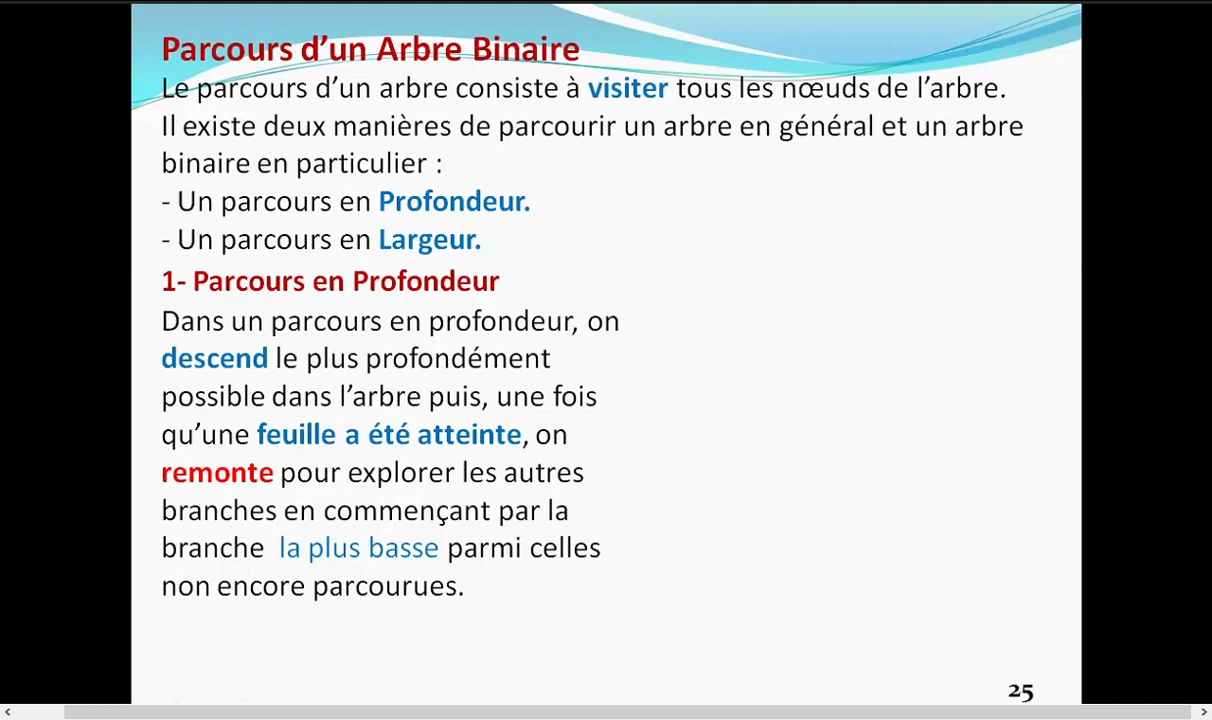 Parcours d’un Arbre Binaire
Le parcours d’un arbre consiste à visiter tous les nœuds de l’arbre.
Il existe deux manières de parcourir un arbre en général et un arbre
binaire en particulier :
- Un parcours en Profondeur.
- Un parcours en Largeur.
1- Parcours en Profondeur
Dans un parcours en profondeur, on
descend le plus profondément
possible dans l’arbre puis, une fois
qu’une feuille a été atteinte, on
remonte pour explorer les autres
branches en commençant par la
branche la plus basse parmi celles
non encore parcourues.
25